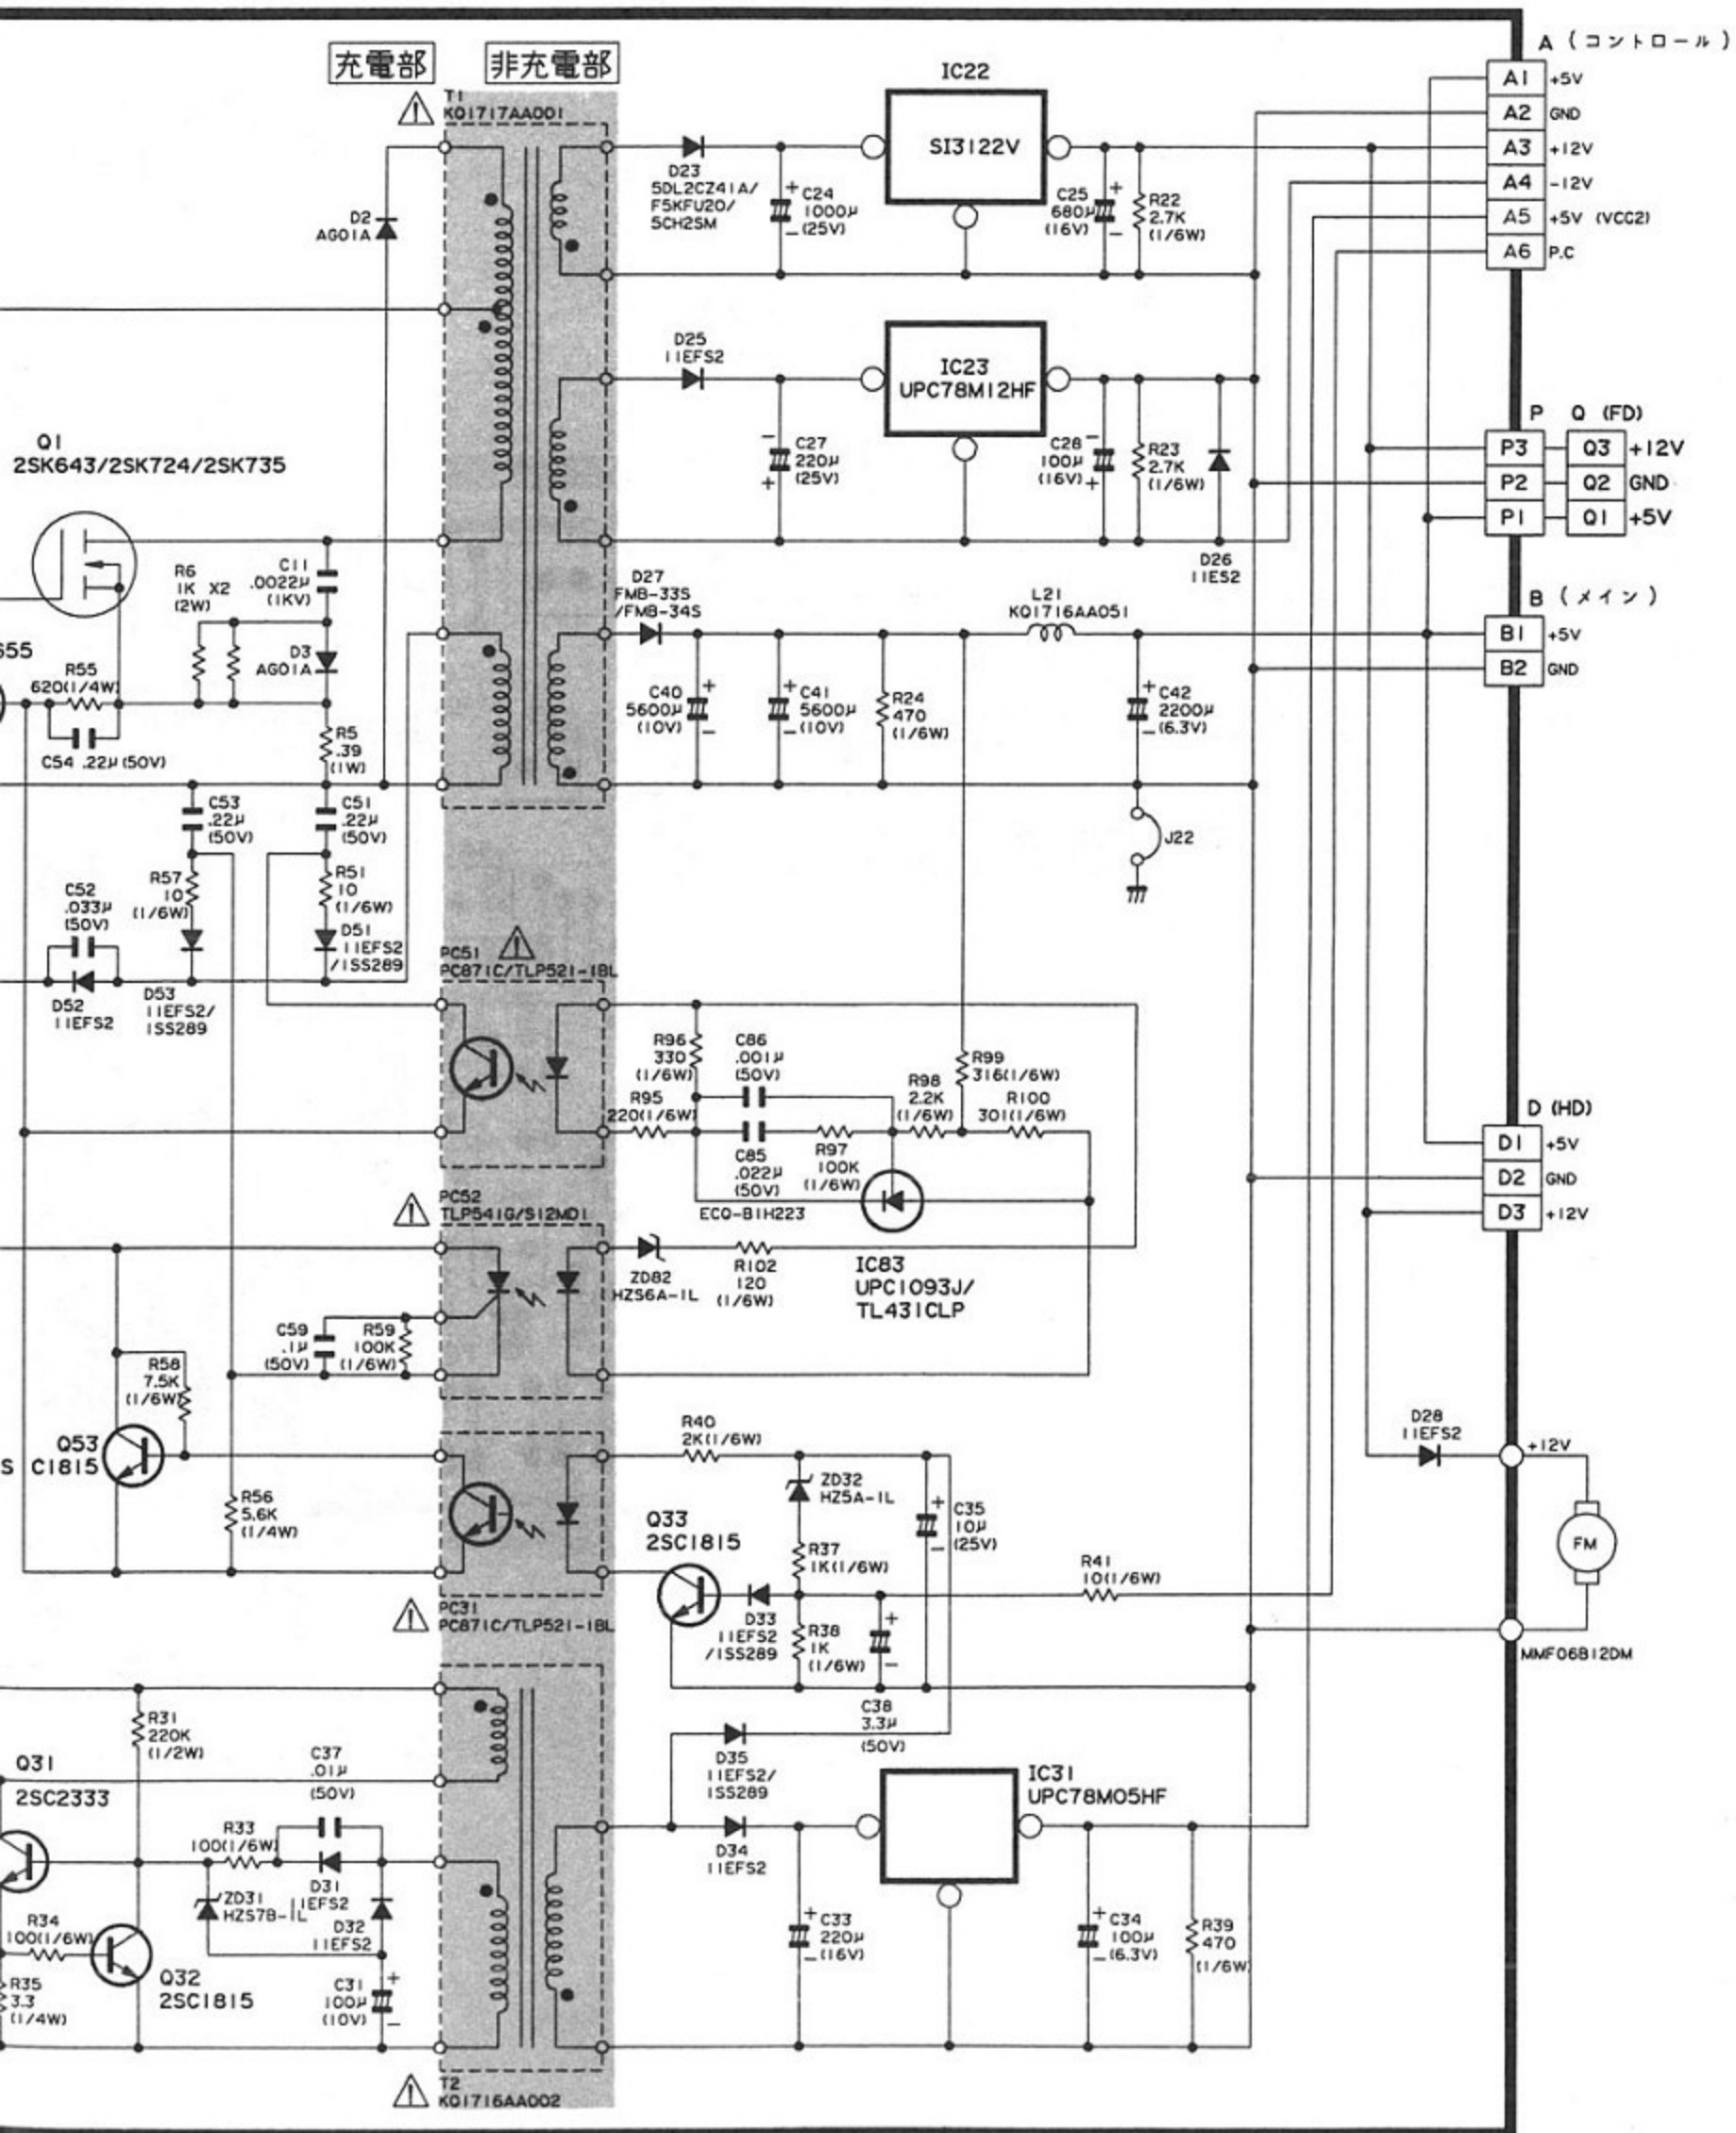 充電部
非充電部
T1
KQ1717AA001
A (コントロール)
A1 +5V
A2 GND
A3 +12V
A4 -12V
A5 +5V (VCC2)
A6 P.C
IC22
SI3122V
D23
5DL2CZ41A/
F5KFU20/
5CH2SM
+
C24
1000μ
(25V)
−
C25
680μ
(16V)
+
−
R22
2.7K
(1/6W)
D2
AG01A
D25
11EFS2
IC23
UPC78M12HF
−
C27
220μ
(25V)
+
C28
100μ
(16V)
−
+
R23
2.7K
(1/6W)
D26
11ES2
P Q (FD)
P3 Q3 +12V
P2 Q2 GND
P1 Q1 +5V
Q1
2SK643/2SK724/2SK735
R6
1K X2
(2W)
C11
.0022μ
(1KV)
D3
AG01A
D27
FMB-33S
/FMB-34S
L21
KQ1716AA051
B (メイン)
B1 +5V
B2 GND
655
R55
620(1/4W)
C54 .22μ(50V)
R5
.39
(1W)
C40
5600μ
(10V)
+
−
C41
5600μ
(10V)
+
−
R24
470
(1/6W)
C42
2200μ
(6.3V)
+
−
J22
C53
.22μ
(50V)
C51
.22μ
(50V)
R57
10
(1/6W)
R51
10
(1/6W)
C52
.033μ
(50V)
D51
11EFS2
/1SS289
D52
11EFS2
D53
11EFS2/
1SS289
PC51
PC871C/TLP521-1BL
R96
330
(1/6W)
C86
.001μ
(50V)
R95
220(1/6W)
R98
2.2K
(1/6W)
R99
316(1/6W)
R100
301(1/6W)
C85
.022μ
(50V)
R97
100K
(1/6W)
ECQ-B1H223
D (HD)
D1 +5V
D2 GND
D3 +12V
PC52
TLP541G/S12MD1
ZD82
HZS6A-1L
R102
120
(1/6W)
IC83
UPC1093J/
TL431CLP
C59
.1μ
(50V)
R59
100K
(1/6W)
R58
7.5K
(1/6W)
Q53
S C1815
R56
5.6K
(1/4W)
R40
2K(1/6W)
ZD32
HZ5A-1L
Q33
2SC1815
R37
1K(1/6W)
+
C35
10μ
(25V)
−
R41
10(1/6W)
D28
11EFS2
+12V
FM
MMF06B12DM
PC31
PC871C/TLP521-1BL
D33
11EFS2
/1SS289
R38
1K
(1/6W)
+
−
C38
3.3μ
(50V)
R31
220K
(1/2W)
Q31
2SC2333
C37
.01μ
(50V)
D35
11EFS2/
1SS289
IC31
UPC78M05HF
R33
100(1/6W)
D34
11EFS2
ZD31
HZS7B-1L
D31
11EFS2
D32
11EFS2
R34
100(1/6W)
Q32
2SC1815
C31
100μ
(10V)
+
−
R35
3.3
(1/4W)
+
C33
220μ
(16V)
−
+
C34
100μ
(6.3V)
−
R39
470
(1/6W
T2
KQ1716AA002